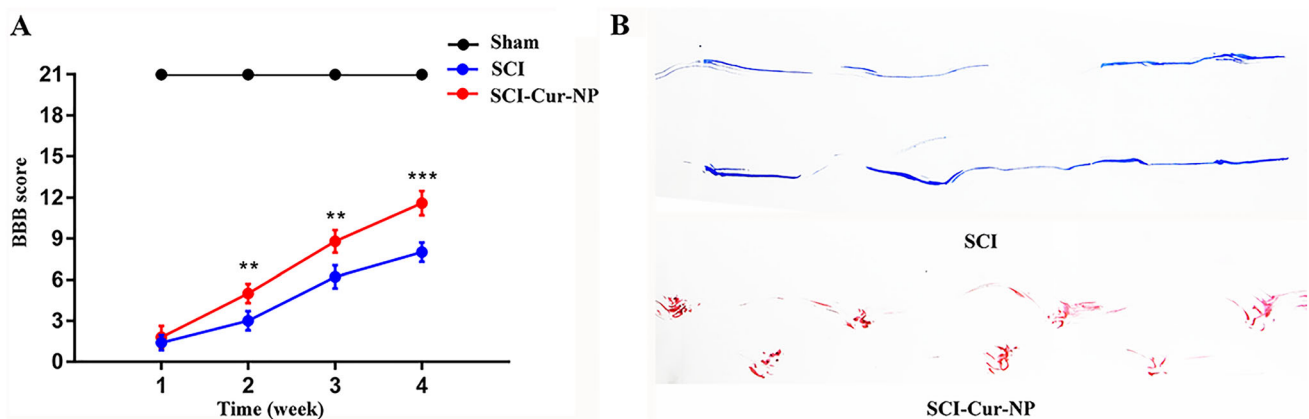 A
B
Sham
SCI
SCI-Cur-NP
21
18
15
12
9
6
3
0
BBB score
**
**
***
1 2 3 4
Time (week)
SCI
SCI-Cur-NP